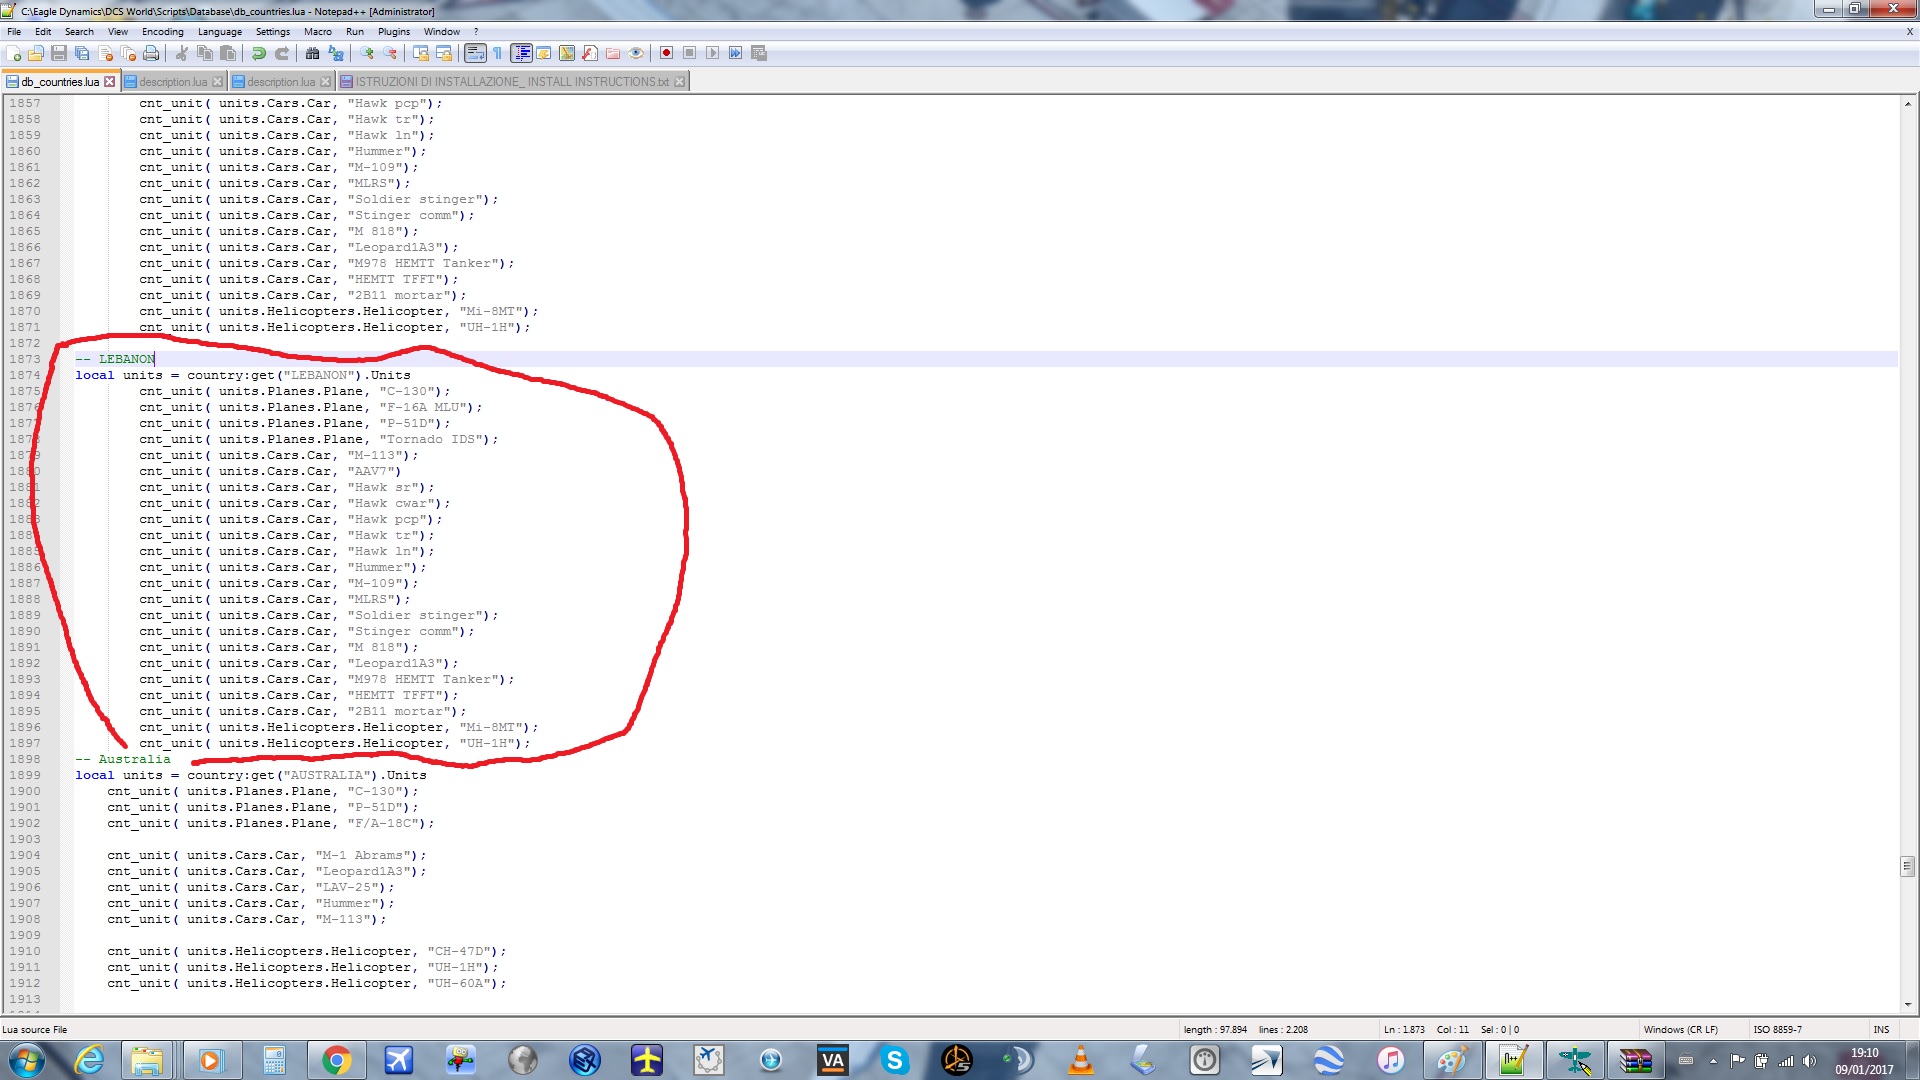 C:\Eagle Dynamics\DCS World\Scripts\Database\db_countries.lua - Notepad++ [Administrator]
File Edit Search View Encoding Language Settings Macro Run Plugins Window ? X
db_countries.lua description.lua description.lua ISTRUZIONI DI INSTALLAZIONE_ INSTALL INSTRUCTIONS.txt
1857 cnt_unit( units.Cars.Car, "Hawk pcp");
1858 cnt_unit( units.Cars.Car, "Hawk tr");
1859 cnt_unit( units.Cars.Car, "Hawk ln");
1860 cnt_unit( units.Cars.Car, "Hummer");
1861 cnt_unit( units.Cars.Car, "M-109");
1862 cnt_unit( units.Cars.Car, "MLRS");
1863 cnt_unit( units.Cars.Car, "Soldier stinger");
1864 cnt_unit( units.Cars.Car, "Stinger comm");
1865 cnt_unit( units.Cars.Car, "M 818");
1866 cnt_unit( units.Cars.Car, "Leopard1A3");
1867 cnt_unit( units.Cars.Car, "M978 HEMTT Tanker");
1868 cnt_unit( units.Cars.Car, "HEMTT TFFT");
1869 cnt_unit( units.Cars.Car, "2B11 mortar");
1870 cnt_unit( units.Helicopters.Helicopter, "Mi-8MT");
1871 cnt_unit( units.Helicopters.Helicopter, "UH-1H");
1872
1873 -- LEBANON
1874 local units = country:get("LEBANON").Units
1875 cnt_unit( units.Planes.Plane, "C-130");
1876 cnt_unit( units.Planes.Plane, "F-16A MLU");
1877 cnt_unit( units.Planes.Plane, "P-51D");
1878 cnt_unit( units.Planes.Plane, "Tornado IDS");
1879 cnt_unit( units.Cars.Car, "M-113");
1880 cnt_unit( units.Cars.Car, "AAV7")
1881 cnt_unit( units.Cars.Car, "Hawk sr");
1882 cnt_unit( units.Cars.Car, "Hawk cwar");
1883 cnt_unit( units.Cars.Car, "Hawk pcp");
1884 cnt_unit( units.Cars.Car, "Hawk tr");
1885 cnt_unit( units.Cars.Car, "Hawk ln");
1886 cnt_unit( units.Cars.Car, "Hummer");
1887 cnt_unit( units.Cars.Car, "M-109");
1888 cnt_unit( units.Cars.Car, "MLRS");
1889 cnt_unit( units.Cars.Car, "Soldier stinger");
1890 cnt_unit( units.Cars.Car, "Stinger comm");
1891 cnt_unit( units.Cars.Car, "M 818");
1892 cnt_unit( units.Cars.Car, "Leopard1A3");
1893 cnt_unit( units.Cars.Car, "M978 HEMTT Tanker");
1894 cnt_unit( units.Cars.Car, "HEMTT TFFT");
1895 cnt_unit( units.Cars.Car, "2B11 mortar");
1896 cnt_unit( units.Helicopters.Helicopter, "Mi-8MT");
1897 cnt_unit( units.Helicopters.Helicopter, "UH-1H");
1898 -- Australia
1899 local units = country:get("AUSTRALIA").Units
1900 cnt_unit( units.Planes.Plane, "C-130");
1901 cnt_unit( units.Planes.Plane, "P-51D");
1902 cnt_unit( units.Planes.Plane, "F/A-18C");
1903
1904 cnt_unit( units.Cars.Car, "M-1 Abrams");
1905 cnt_unit( units.Cars.Car, "Leopard1A3");
1906 cnt_unit( units.Cars.Car, "LAV-25");
1907 cnt_unit( units.Cars.Car, "Hummer");
1908 cnt_unit( units.Cars.Car, "M-113");
1909
1910 cnt_unit( units.Helicopters.Helicopter, "CH-47D");
1911 cnt_unit( units.Helicopters.Helicopter, "UH-1H");
1912 cnt_unit( units.Helicopters.Helicopter, "UH-60A");
1913
Lua source File length : 97.894 lines : 2.208 Ln : 1.873 Col : 11 Sel : 0 | 0 Windows (CR LF) ISO 8859-7 INS
VA
19:10
09/01/2017